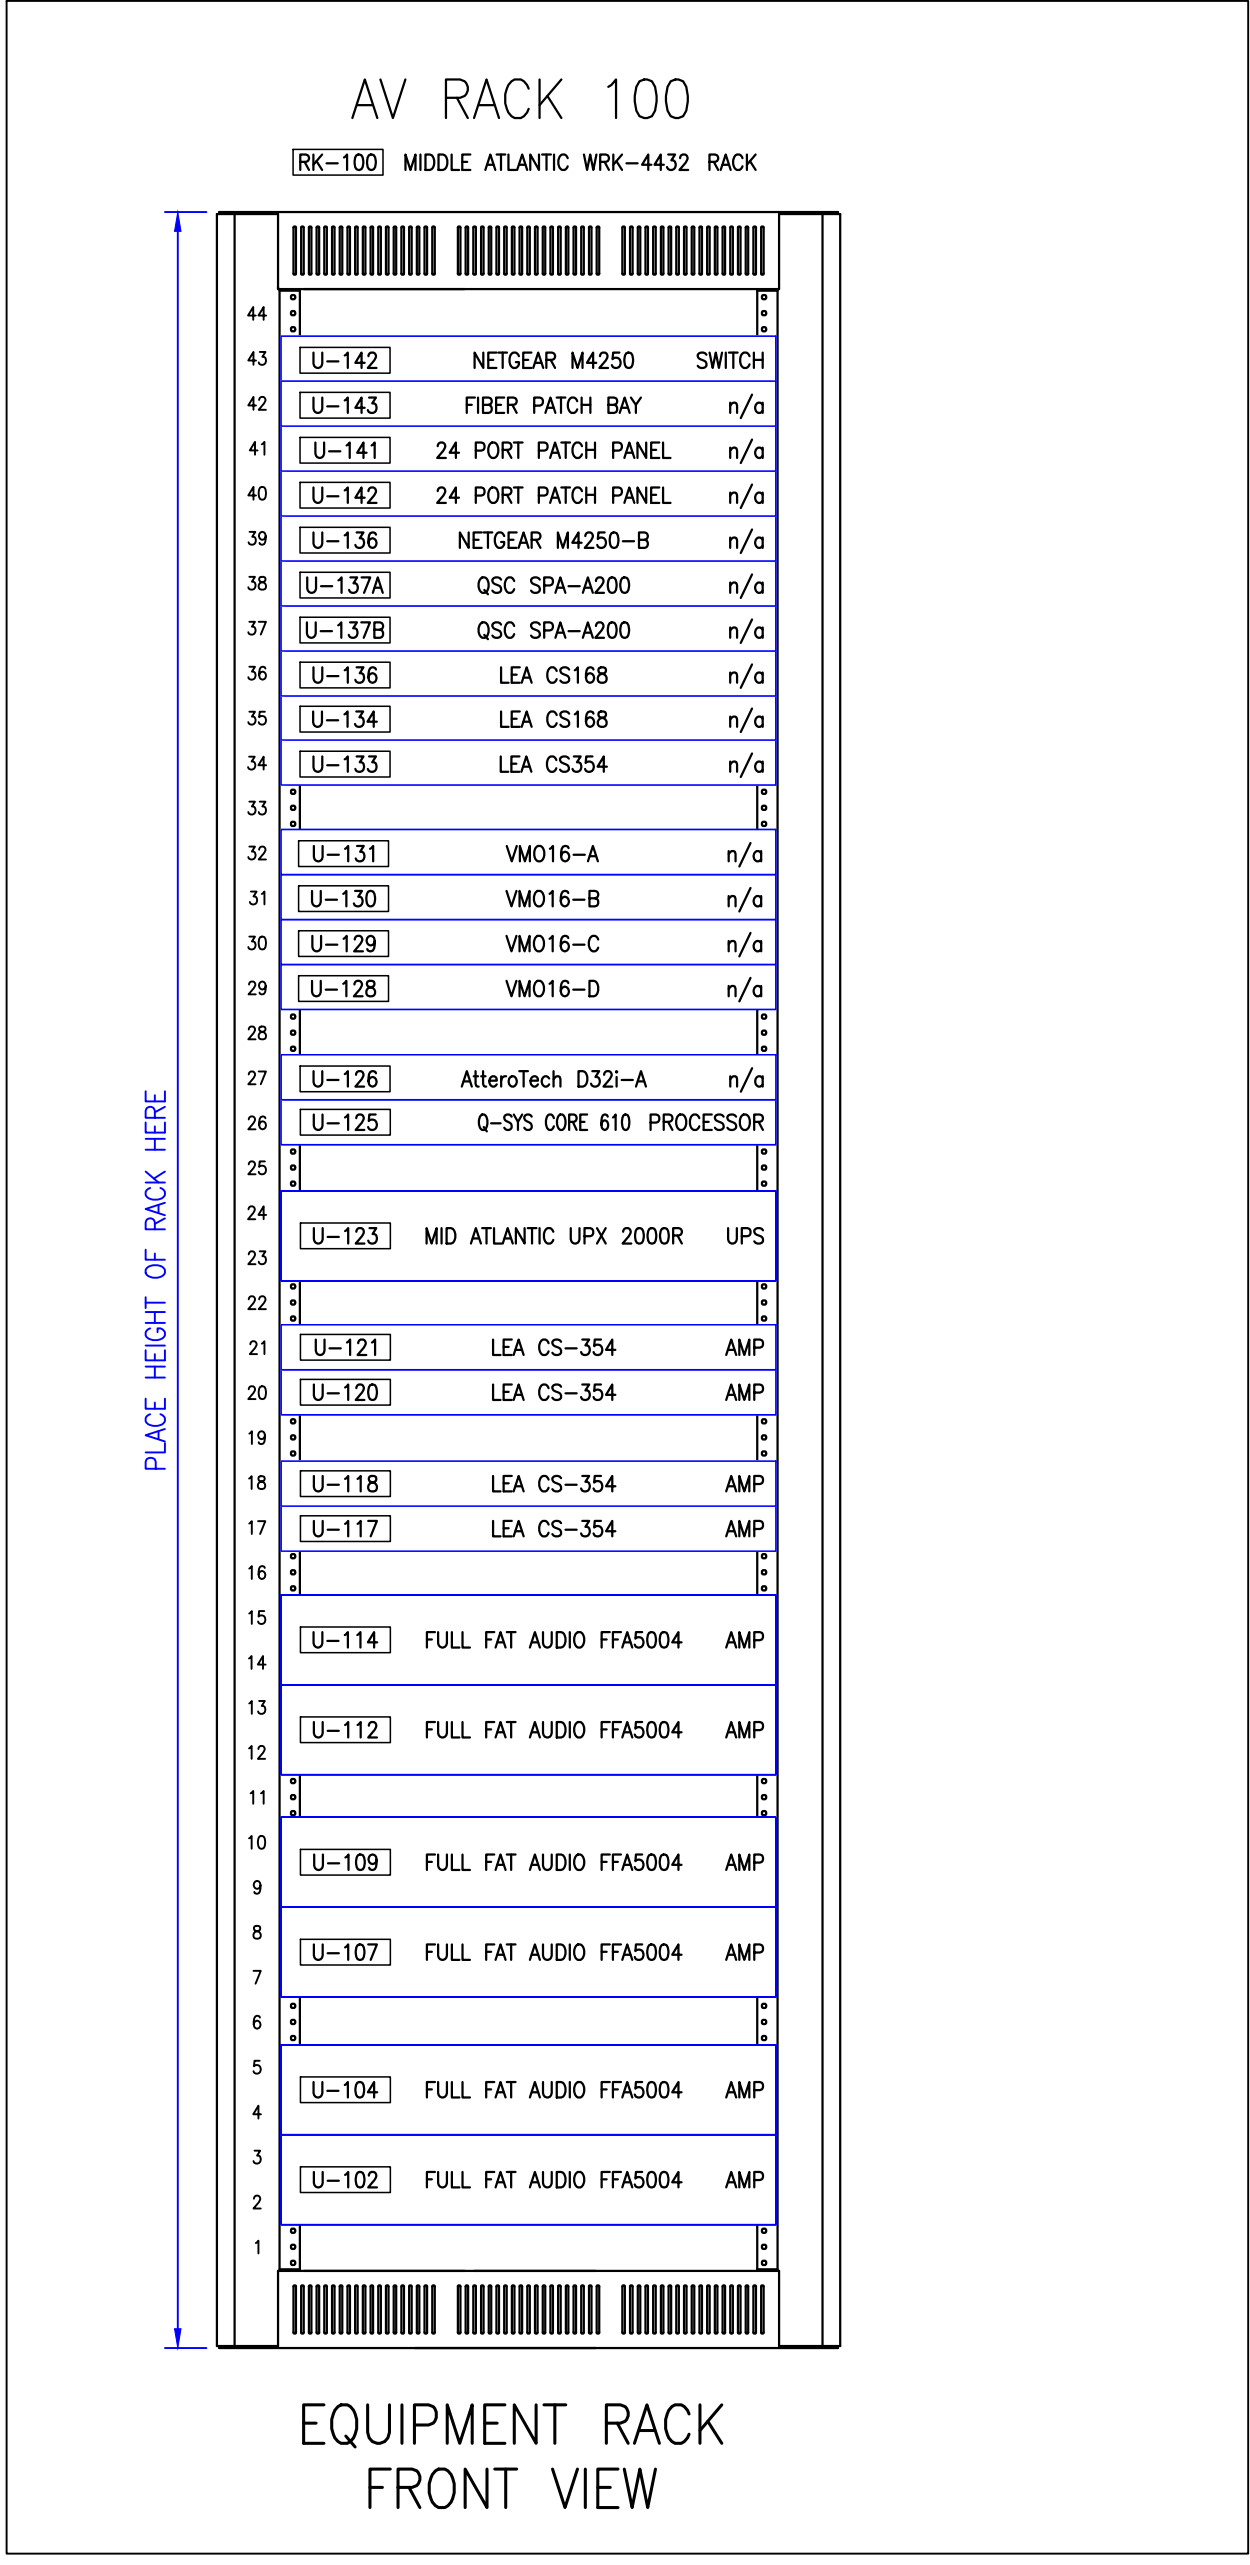 AV RACK 100
RK-100 MIDDLE ATLANTIC WRK-4432 RACK
44
43 U-142 NETGEAR M4250 SWITCH
42 U-143 FIBER PATCH BAY n/a
41 U-141 24 PORT PATCH PANEL n/a
40 U-142 24 PORT PATCH PANEL n/a
39 U-136 NETGEAR M4250-B n/a
38 U-137A QSC SPA-A200 n/a
37 U-137B QSC SPA-A200 n/a
36 U-136 LEA CS168 n/a
35 U-134 LEA CS168 n/a
34 U-133 LEA CS354 n/a
33
32 U-131 VMO16-A n/a
31 U-130 VMO16-B n/a
30 U-129 VMO16-C n/a
29 U-128 VMO16-D n/a
28
27 U-126 AtteroTech D32i-A n/a
26 U-125 Q-SYS CORE 610 PROCESSOR
25
24
U-123 MID ATLANTIC UPX 2000R UPS
23
22
21 U-121 LEA CS-354 AMP
20 U-120 LEA CS-354 AMP
19
18 U-118 LEA CS-354 AMP
17 U-117 LEA CS-354 AMP
16
15
U-114 FULL FAT AUDIO FFA5004 AMP
14
13
U-112 FULL FAT AUDIO FFA5004 AMP
12
11
10
U-109 FULL FAT AUDIO FFA5004 AMP
9
8
U-107 FULL FAT AUDIO FFA5004 AMP
7
6
5
U-104 FULL FAT AUDIO FFA5004 AMP
4
3
U-102 FULL FAT AUDIO FFA5004 AMP
2
1
PLACE HEIGHT OF RACK HERE
EQUIPMENT RACK
FRONT VIEW